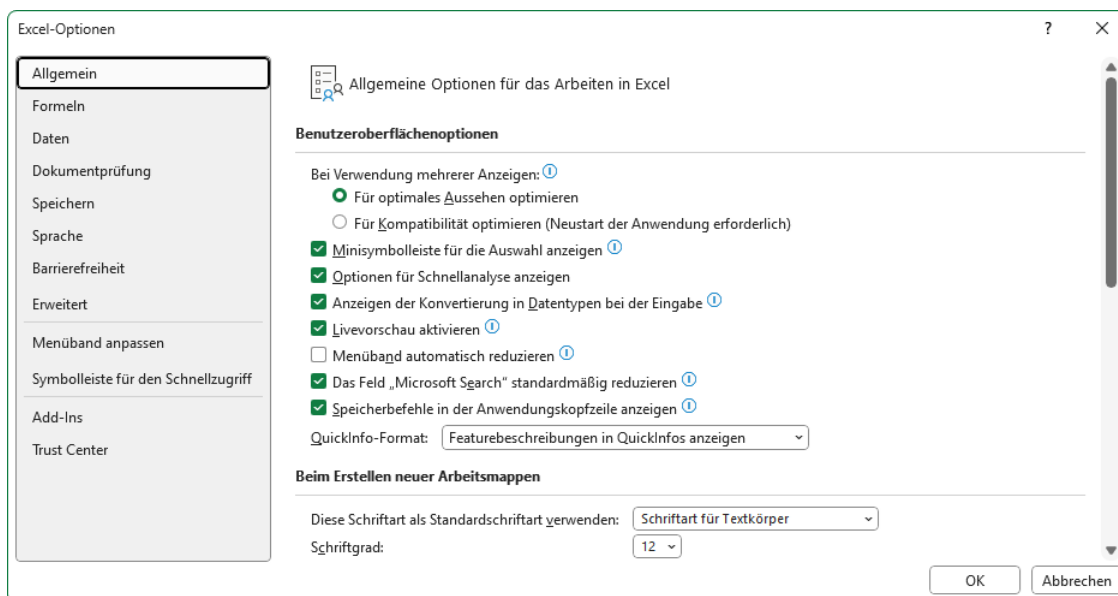 Excel-Optionen
?
Allgemein
Formeln
Daten
Dokumentprüfung
Speichern
Sprache
Barrierefreiheit
Erweitert
Menüband anpassen
Symbolleiste für den Schnellzugriff
Add-Ins
Trust Center
Allgemeine Optionen für das Arbeiten in Excel
Benutzeroberflächenoptionen
Bei Verwendung mehrerer Anzeigen:
Für optimales Aussehen optimieren
Für Kompatibilität optimieren (Neustart der Anwendung erforderlich)
Minisymbolleiste für die Auswahl anzeigen
Optionen für Schnellanalyse anzeigen
Anzeigen der Konvertierung in Datentypen bei der Eingabe
Livevorschau aktivieren
Menüband automatisch reduzieren
Das Feld „Microsoft Search" standardmäßig reduzieren
Speicherbefehle in der Anwendungskopfzeile anzeigen
QuickInfo-Format: Featurebeschreibungen in QuickInfos anzeigen
Beim Erstellen neuer Arbeitsmappen
Diese Schriftart als Standardschriftart verwenden: Schriftart für Textkörper
Schriftgrad: 12
OK Abbrechen